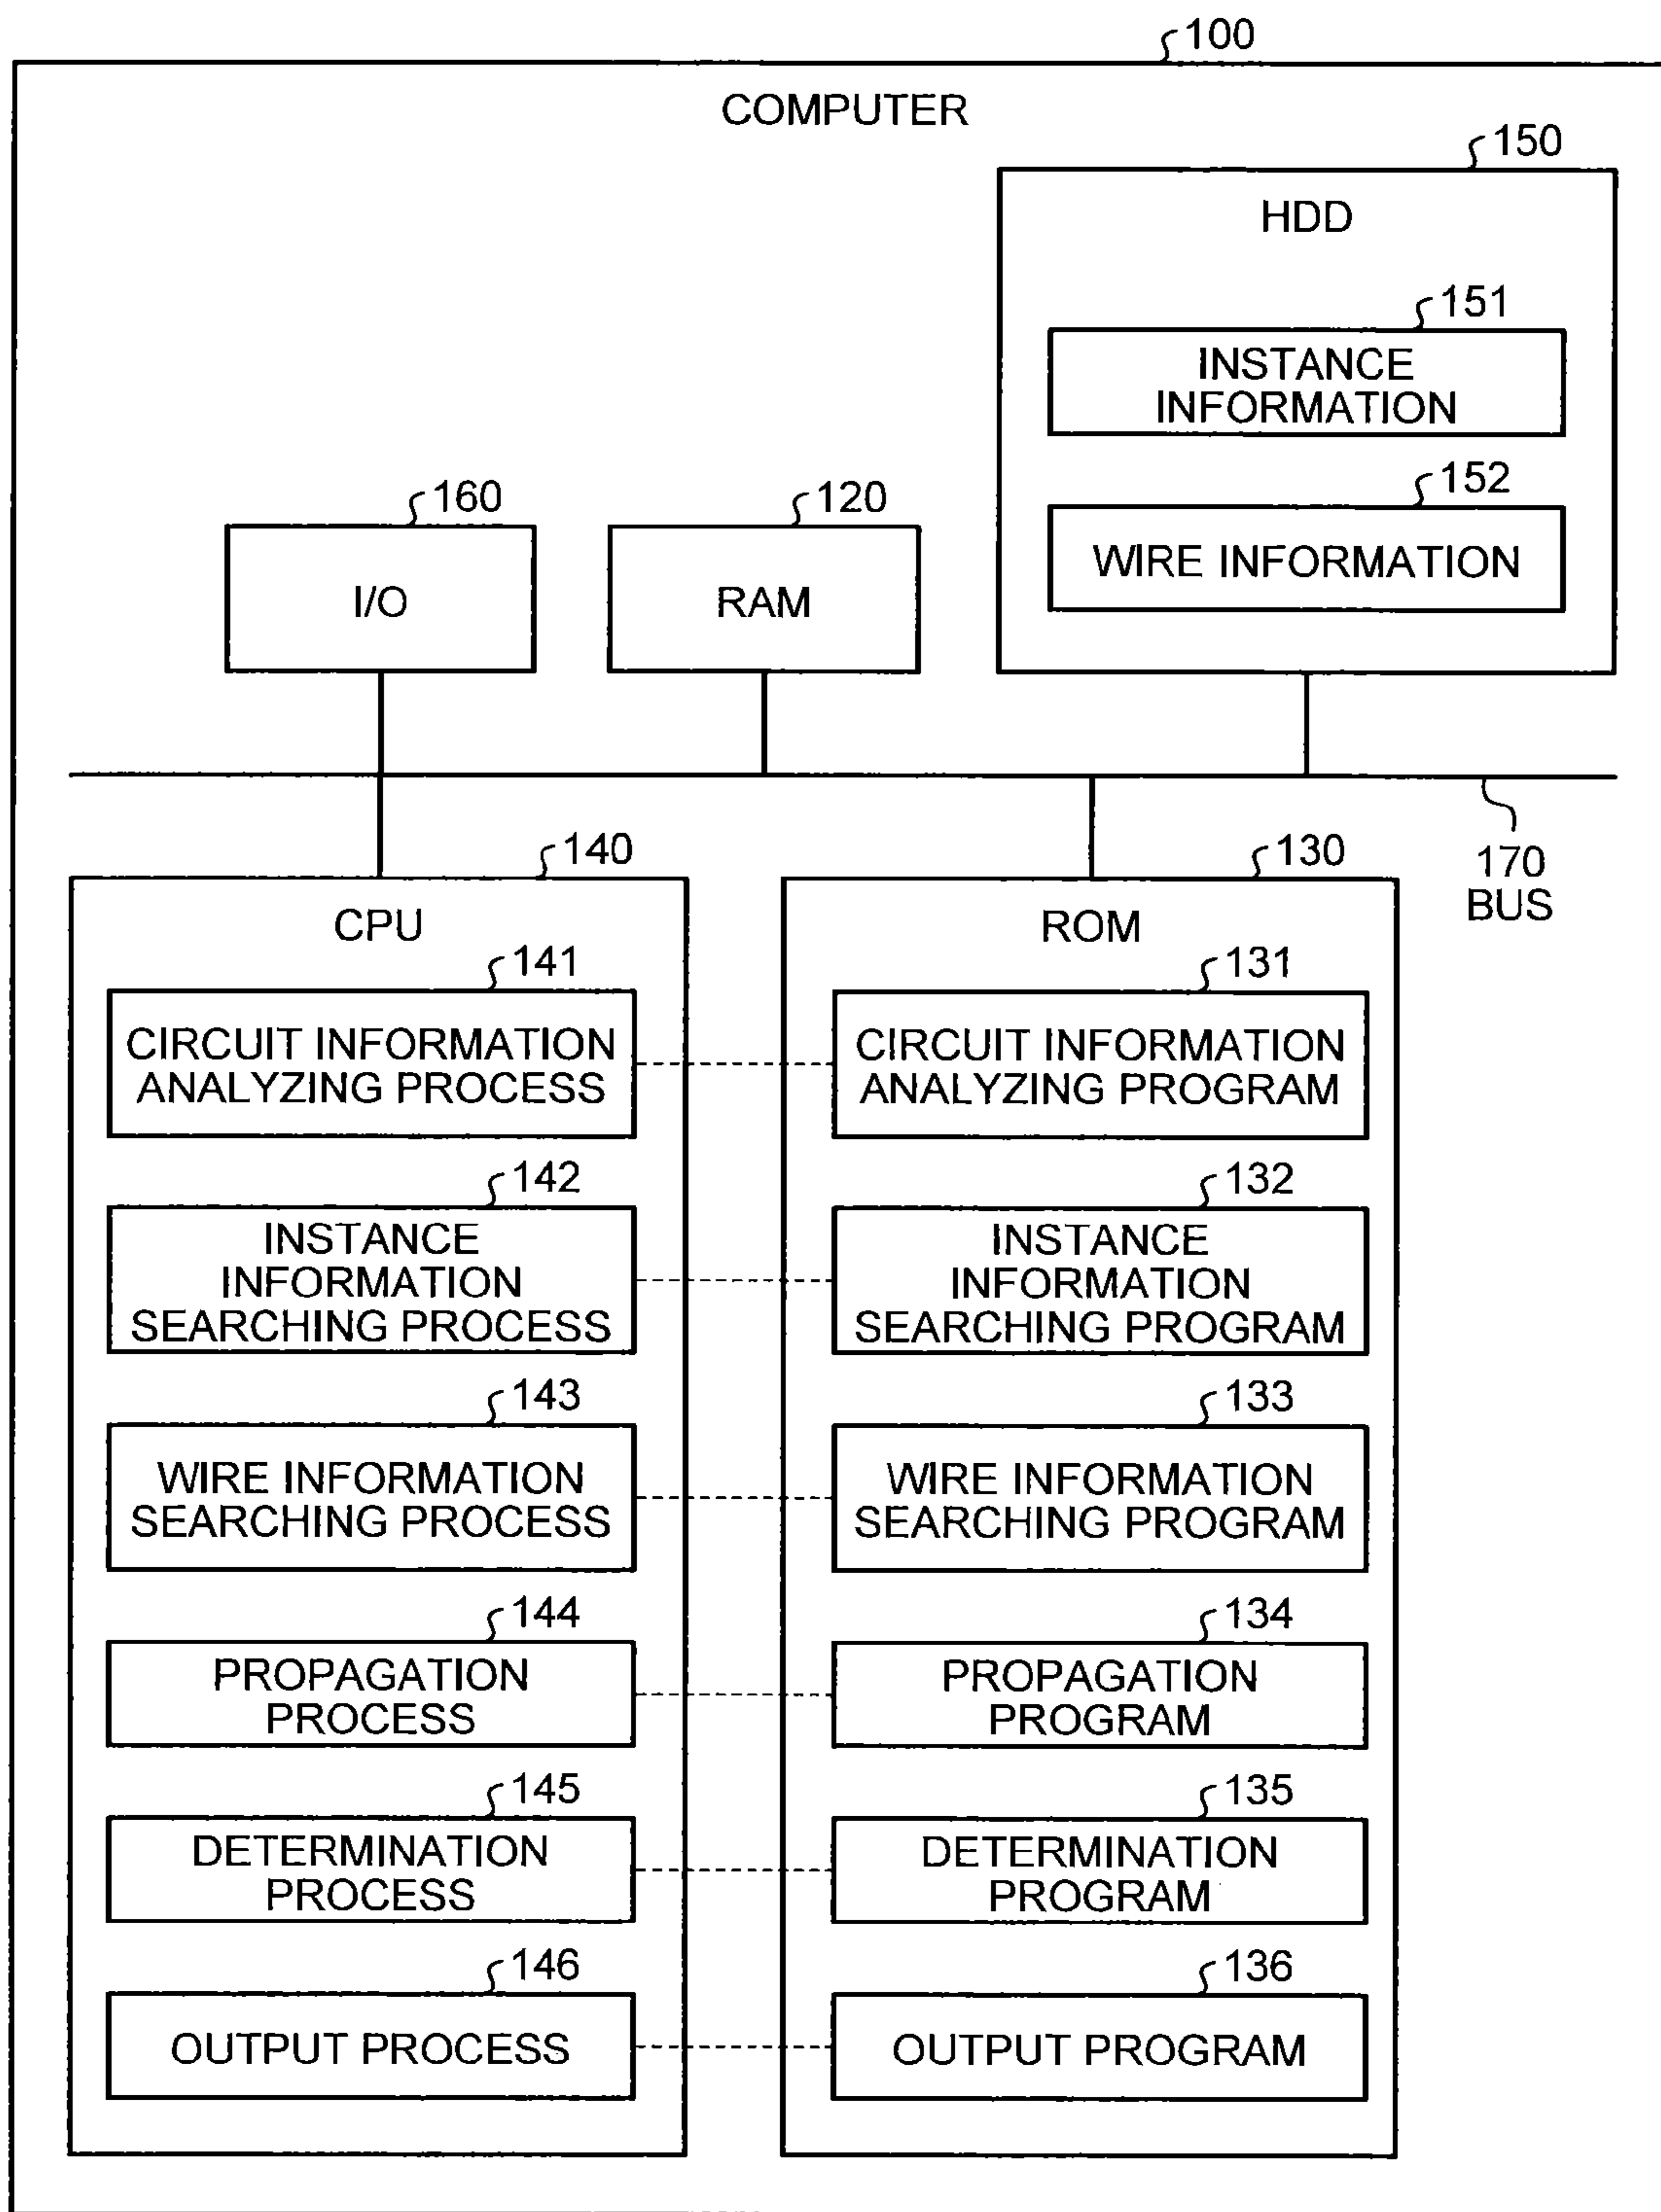 100
COMPUTER
150
HDD
151
INSTANCE
INFORMATION
152
WIRE INFORMATION
160
I/O
120
RAM
170
BUS
140
CPU
141
CIRCUIT INFORMATION
ANALYZING PROCESS
142
INSTANCE
INFORMATION
SEARCHING PROCESS
143
WIRE INFORMATION
SEARCHING PROCESS
144
PROPAGATION
PROCESS
145
DETERMINATION
PROCESS
146
OUTPUT PROCESS
130
ROM
131
CIRCUIT INFORMATION
ANALYZING PROGRAM
132
INSTANCE
INFORMATION
SEARCHING PROGRAM
133
WIRE INFORMATION
SEARCHING PROGRAM
134
PROPAGATION
PROGRAM
135
DETERMINATION
PROGRAM
136
OUTPUT PROGRAM